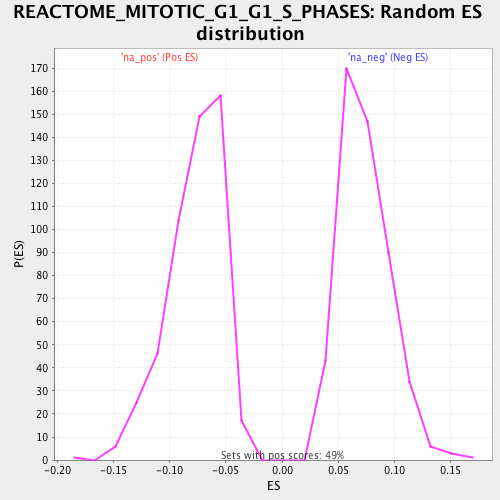 REACTOME_MITOTIC_G1_G1_S_PHASES: Random ES
distribution
'na_pos' (Pos ES)
'na_neg' (Neg ES)
170
160
150
140
130
120
110
100
90
80
70
60
50
40
30
20
10
0
P(ES)
Sets with pos scores: 49%
-0.20 -0.15 -0.10 -0.05 0.00 0.05 0.10 0.15
ES